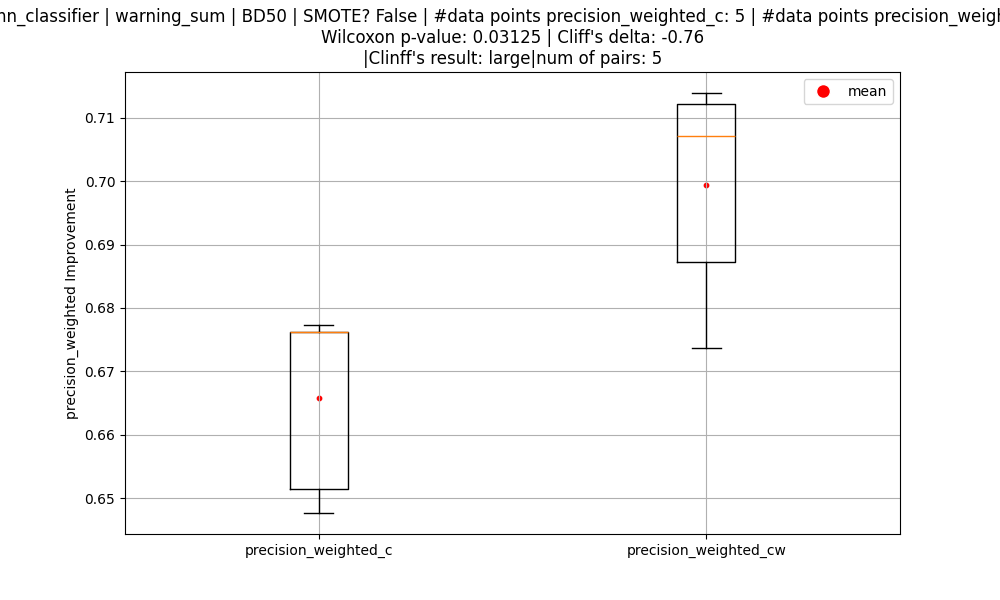 nn_classifier | warning_sum | BD50 | SMOTE? False | #data points precision_weighted_c: 5 | #data points precision_weigh
Wilcoxon p-value: 0.03125 | Cliff's delta: -0.76
|Clinff's result: large|num of pairs: 5
mean
0.71
0.70
0.69
0.68
0.67
0.66
0.65
precision_weighted Improvement
precision_weighted_c
precision_weighted_cw